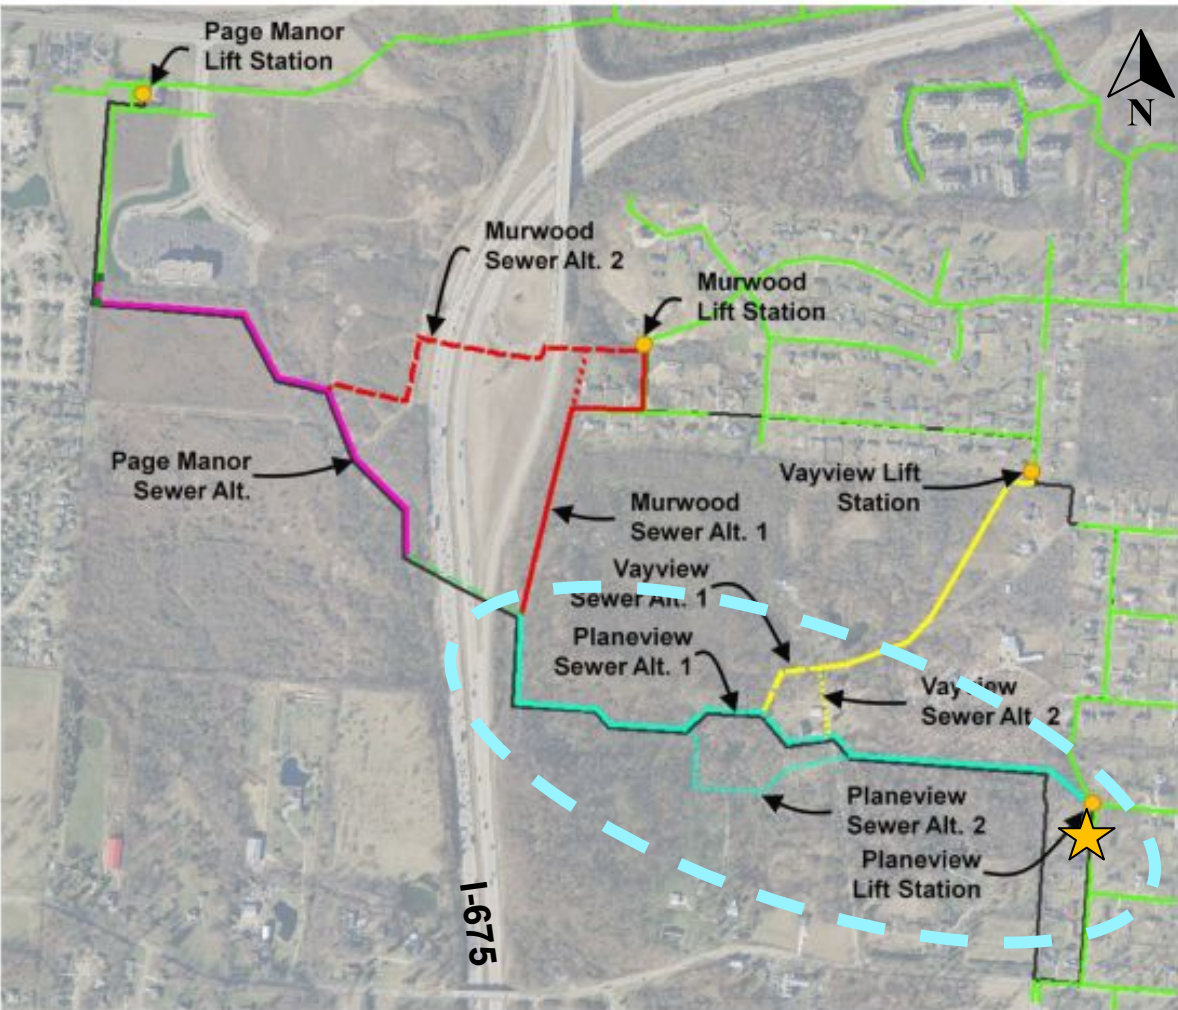 Page Manor
Lift Station
N
Murwood
Sewer Alt. 2
Murwood
Lift Station
Page Manor
Sewer Alt.
Vayview Lift
Station
Murwood
Sewer Alt. 1
Vayview
Sewer Alt. 1
Planeview
Sewer Alt. 1
Vayview
Sewer Alt. 2
Planeview
Sewer Alt. 2
Planeview
Lift Station
I-675